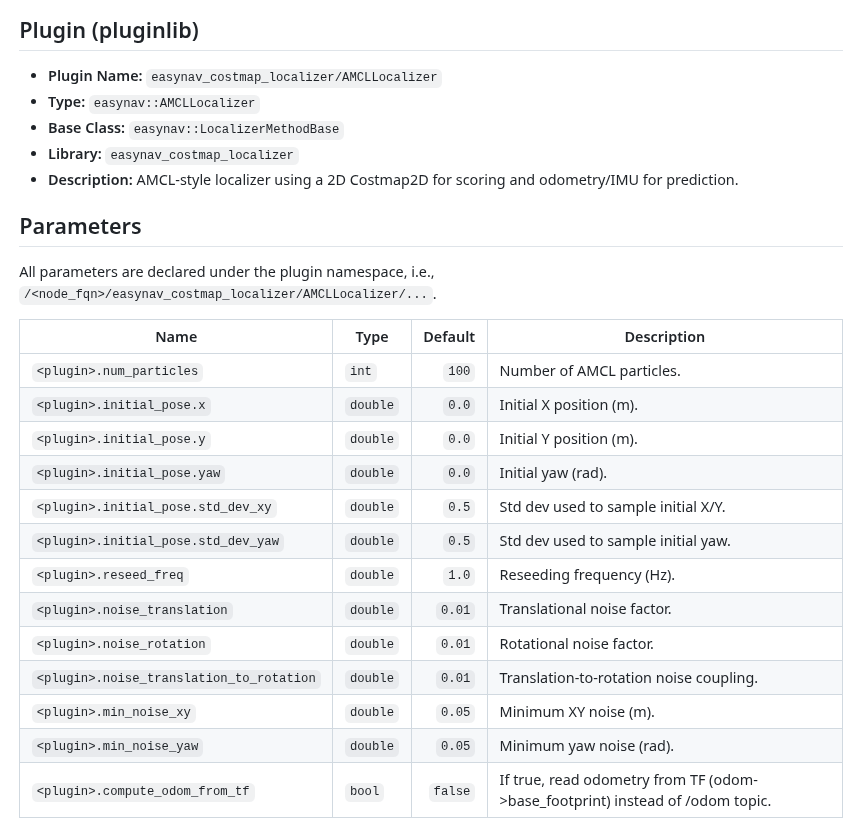 Plugin (pluginlib)
Plugin Name: easynav_costmap_localizer/AMCLLocalizer
Type: easynav::AMCLLocalizer
Base Class: easynav::LocalizerMethodBase
Library: easynav_costmap_localizer
Description: AMCL-style localizer using a 2D Costmap2D for scoring and odometry/IMU for prediction.
Parameters
All parameters are declared under the plugin namespace, i.e.,
/<node_fqn>/easynav_costmap_localizer/AMCLLocalizer/... .
Name Type Default Description
<plugin>.num_particles int 100 Number of AMCL particles.
<plugin>.initial_pose.x double 0.0 Initial X position (m).
<plugin>.initial_pose.y double 0.0 Initial Y position (m).
<plugin>.initial_pose.yaw double 0.0 Initial yaw (rad).
<plugin>.initial_pose.std_dev_xy double 0.5 Std dev used to sample initial X/Y.
<plugin>.initial_pose.std_dev_yaw double 0.5 Std dev used to sample initial yaw.
<plugin>.reseed_freq double 1.0 Reseeding frequency (Hz).
<plugin>.noise_translation double 0.01 Translational noise factor.
<plugin>.noise_rotation double 0.01 Rotational noise factor.
<plugin>.noise_translation_to_rotation double 0.01 Translation-to-rotation noise coupling.
<plugin>.min_noise_xy double 0.05 Minimum XY noise (m).
<plugin>.min_noise_yaw double 0.05 Minimum yaw noise (rad).
<plugin>.compute_odom_from_tf bool false If true, read odometry from TF (odom-
>base_footprint) instead of /odom topic.